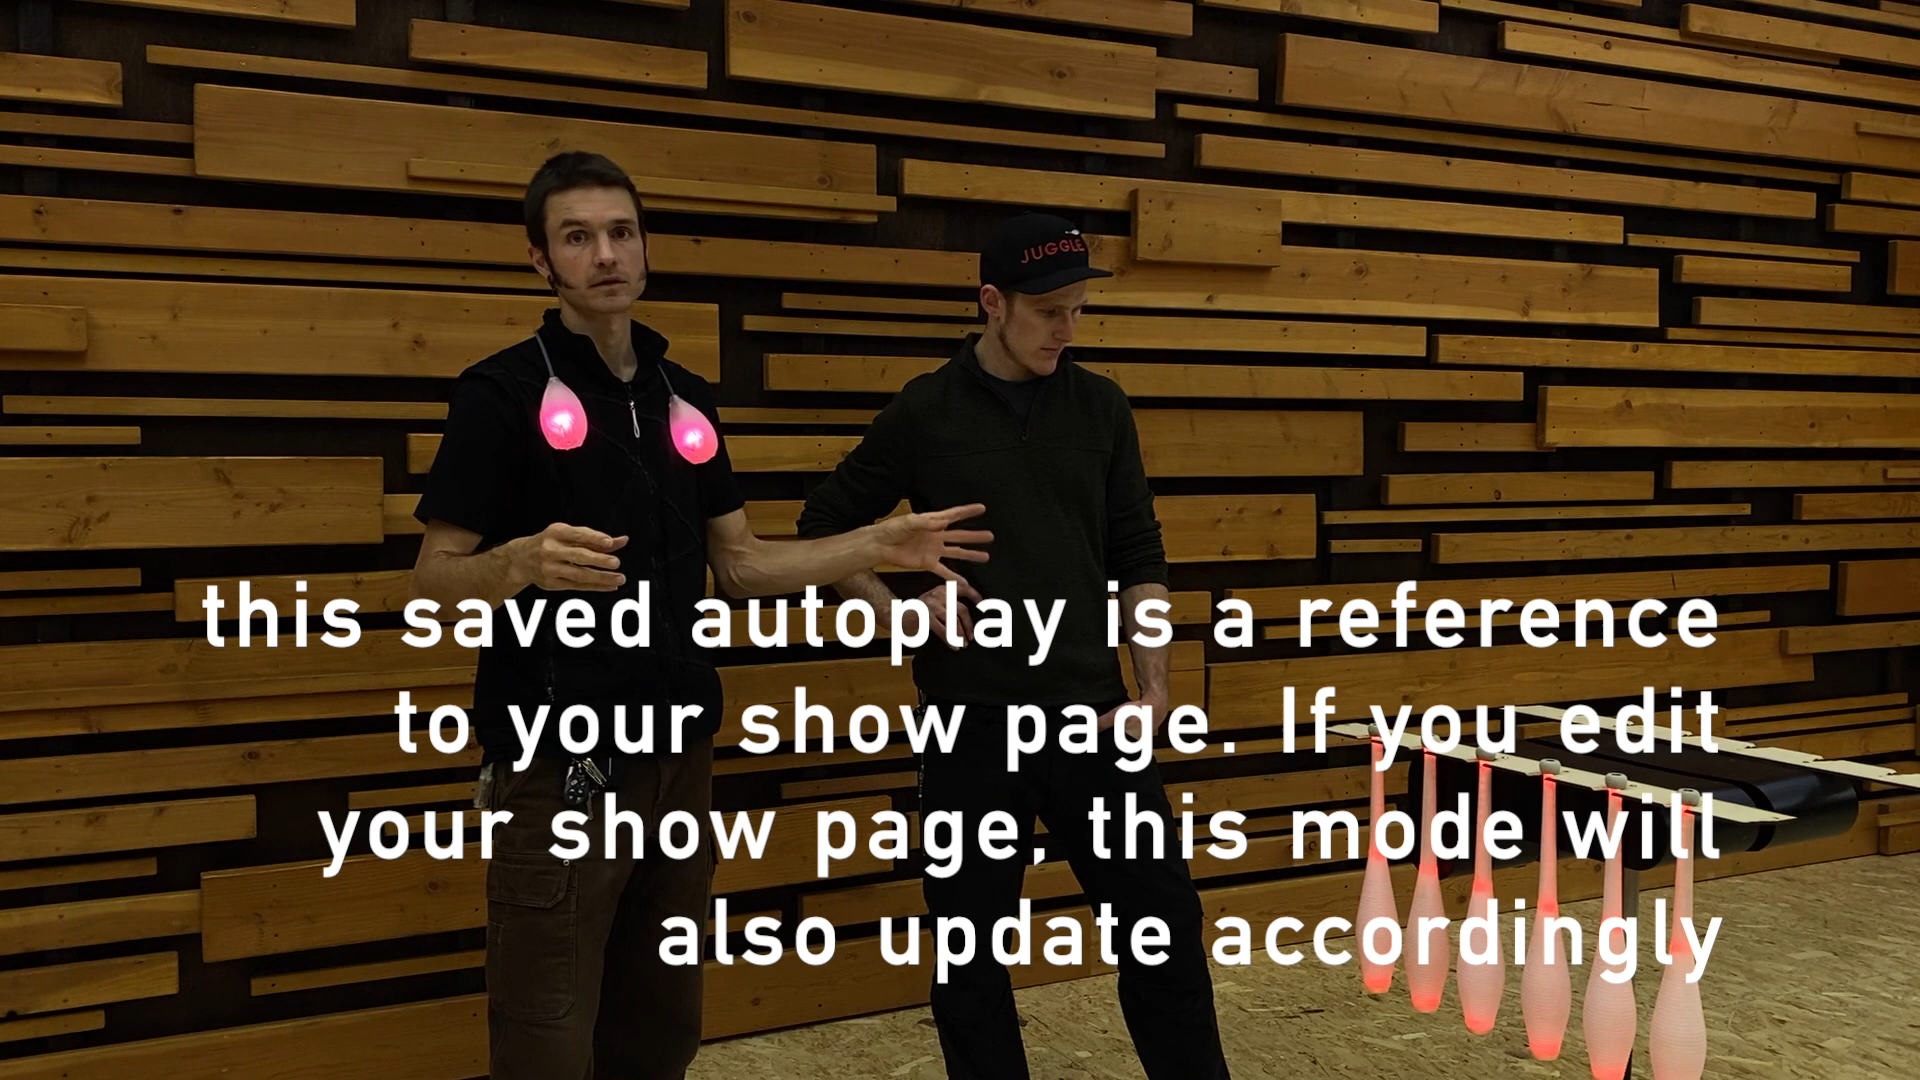 JUGGLE
this saved autoplay is a reference
to your show page. If you edit
your show page, this mode will
also update accordingly